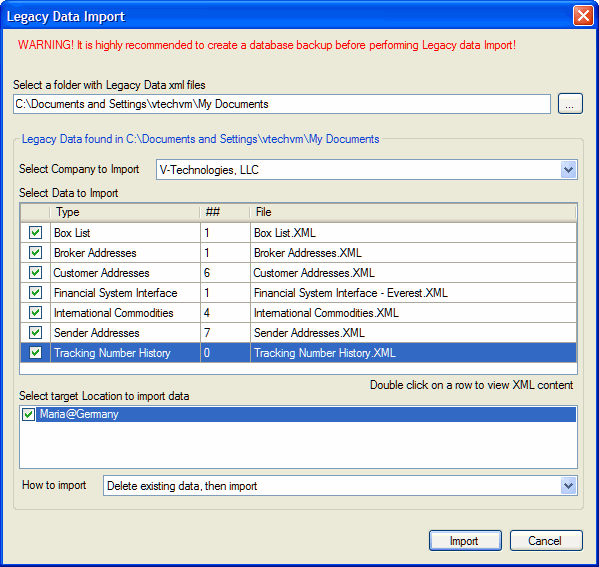 Legacy Data Import
WARNING! It is highly recommended to create a database backup before performing Legacy data Import!
Select a folder with Legacy Data xml files
C:\Documents and Settings\vtechvm\My Documents
...
Legacy Data found in C:\Documents and Settings\vtechvm\My Documents
Select Company to Import V-Technologies, LLC
Select Data to Import
Type ## File
Box List 1 Box List.XML
Broker Addresses 1 Broker Addresses.XML
Customer Addresses 6 Customer Addresses.XML
Financial System Interface 1 Financial System Interface - Everest.XML
International Commodities 4 International Commodities.XML
Sender Addresses 7 Sender Addresses.XML
Tracking Number History 0 Tracking Number History.XML
Double click on a row to view XML content
Select target Location to import data
Maria@Germany
How to import Delete existing data, then import
Import Cancel